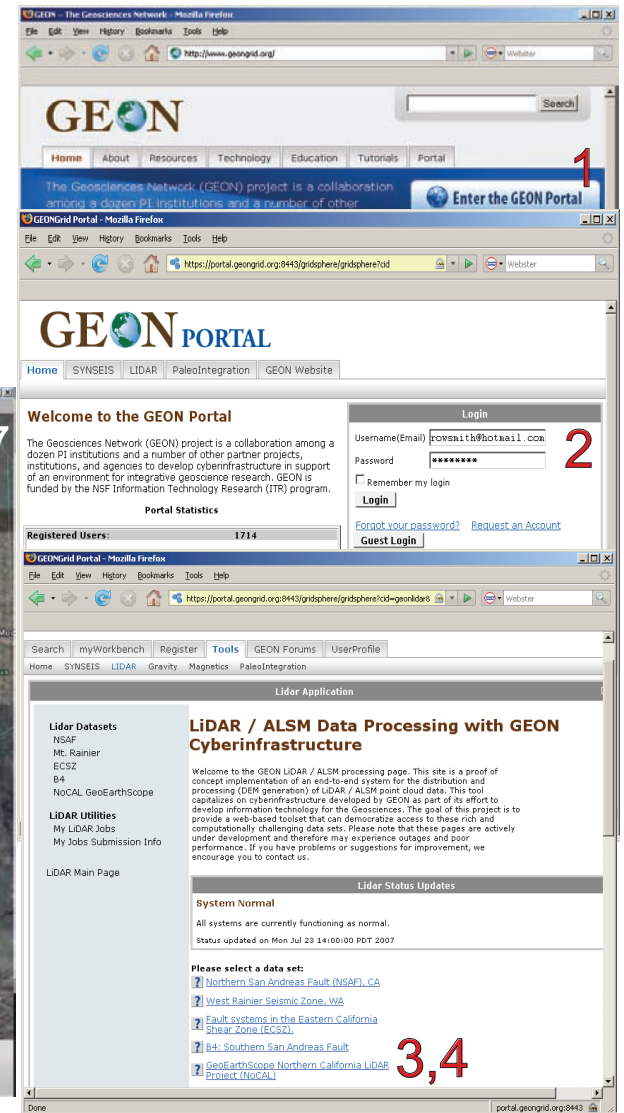 GEON - The Geosciences Network - Mozilla Firefox
File Edit View History Bookmarks Tools Help
http://www.geongrid.org/
Webster
GEON
Search
Home About Resources Technology Education Tutorials Portal
1
The Geosciences Network (GEON) project is a collaboration
among a dozen PI institutions and a number of other
Enter the GEON Portal
GEONGrid Portal - Mozilla Firefox
File Edit View History Bookmarks Tools Help
https://portal.geongrid.org:8443/gridsphere/gridsphere?cid
Webster
GEON PORTAL
Home SYNSEIS LIDAR PaleoIntegration GEON Website
7
Welcome to the GEON Portal
The Geosciences Network (GEON) project is a collaboration among a
dozen PI institutions and a number of other partner projects,
institutions, and agencies to develop cyberinfrastructure in support
of an environment for integrative geoscience research. GEON is
funded by the NSF Information Technology Research (ITR) program.
Portal Statistics
Registered Users: 1714
Login
Username(Email) rowsmith@hotmail.com
Password ********
2
Remember my login
Login
Forgot your password? Request an Account
Guest Login
GEONGrid Portal - Mozilla Firefox
File Edit View History Bookmarks Tools Help
https://portal.geongrid.org:8443/gridsphere/gridsphere?cid=geonlidar&
Webster
Search myWorkbench Register Tools GEON Forums UserProfile
Home SYNSEIS LIDAR Gravity Magnetics PaleoIntegration
Lidar Application
Lidar Datasets
NSAF
Mt. Rainier
ECSZ
B4
NoCAL GeoEarthScope
LiDAR Utilities
My LiDAR Jobs
My Jobs Submission Info
LiDAR Main Page
LiDAR / ALSM Data Processing with GEON
Cyberinfrastructure
Welcome to the GEON LiDAR / ALSM processing page. This site is a proof of
concept implementation of an end-to-end system for the distribution and
processing (DEM generation) of LiDAR / ALSM point cloud data. This tool
capitalizes on cyberinfrastructure developed by GEON as part of its effort to
develop information technology for the Geosciences. The goal of this project is to
provide a web-based toolset that can democratize access to these rich and
computationally challenging data sets. Please note that these pages are actively
under development and therefore may experience outages and poor
performance. If you have problems or suggestions for improvement, we
encourage you to contact us.
Lidar Status Updates
System Normal
All systems are currently functioning as normal.
Status updated on Mon Jul 23 14:00:00 PDT 2007
Please select a data set:
? Northern San Andreas Fault (NSAF), CA
? West Rainier Seismic Zone, WA
? Fault systems in the Eastern California
Shear Zone (ECSZ).
? B4: Southern San Andreas Fault
? GeoEarthScope Northern California LiDAR
Project (NoCAL)
3,4
Done
portal.geongrid.org:8443